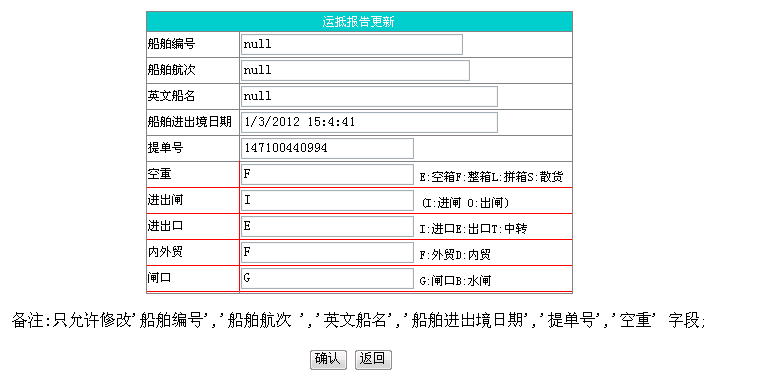 运抵报告更新
船舶编号 null
船舶航次 null
英文船名 null
船舶进出境日期 1/3/2012 15:4:41
提单号 147100440994
空重 F E:空箱F:整箱L:拼箱S:散货
进出闸 I (I:进闸 O:出闸)
进出口 E I:进口E:出口T:中转
内外贸 F F:外贸D:内贸
闸口 G G:闸口B:水闸
备注:只允许修改'船舶编号','船舶航次 ','英文船名','船舶进出境日期','提单号','空重' 字段;
确认 返回